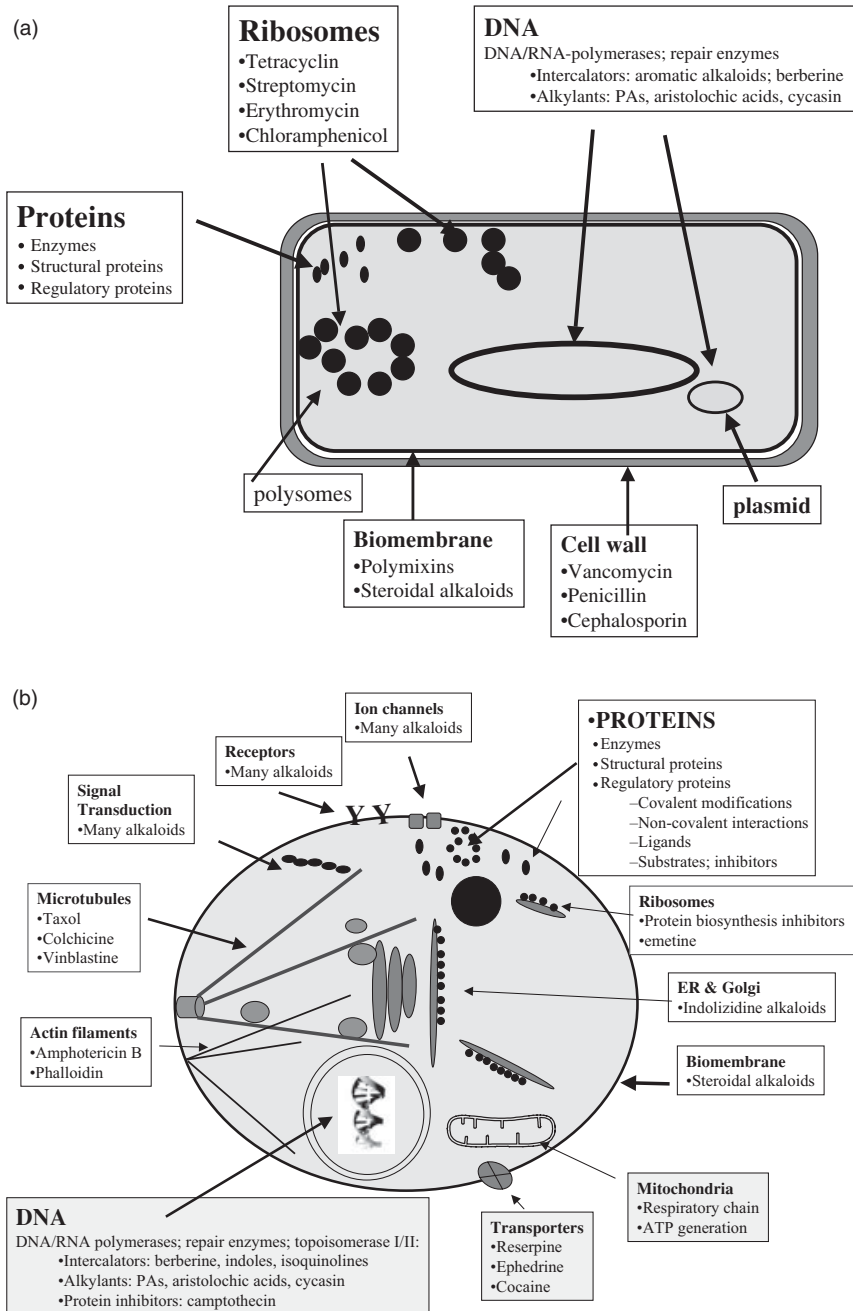 (a)
Ribosomes
•Tetracyclin
•Streptomycin
•Erythromycin
•Chloramphenicol
DNA
DNA/RNA-polymerases; repair enzymes
•Intercalators: aromatic alkaloids; berberine
•Alkylants: PAs, aristolochic acids, cycasin
Proteins
• Enzymes
• Structural proteins
• Regulatory proteins
polysomes
plasmid
Biomembrane
•Polymixins
•Steroidal alkaloids
Cell wall
•Vancomycin
•Penicillin
•Cephalosporin
(b)
Ion channels
•Many alkaloids
Receptors
•Many alkaloids
Signal
Transduction
•Many alkaloids
Y Y
•PROTEINS
•Enzymes
•Structural proteins
•Regulatory proteins
–Covalent modifications
–Non-covalent interactions
–Ligands
–Substrates; inhibitors
Microtubules
•Taxol
•Colchicine
•Vinblastine
Ribosomes
•Protein biosynthesis inhibitors
•emetine
ER & Golgi
•Indolizidine alkaloids
Actin filaments
•Amphotericin B
•Phalloidin
Biomembrane
•Steroidal alkaloids
Mitochondria
•Respiratory chain
•ATP generation
DNA
DNA/RNA polymerases; repair enzymes; topoisomerase I/II:
•Intercalators: berberine, indoles, isoquinolines
•Alkylants: PAs, aristolochic acids, cycasin
•Protein inhibitors: camptothecin
Transporters
•Reserpine
•Ephedrine
•Cocaine